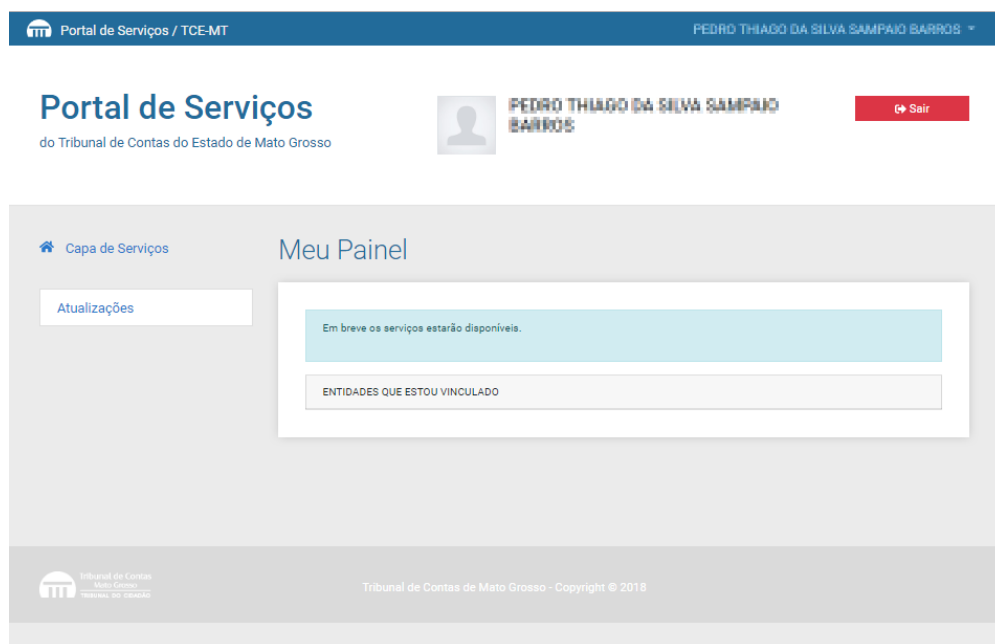 Portal de Serviços / TCE-MT
PEDRO THIAGO DA SILVA SAMPAIO BARROS
Portal de Serviços
do Tribunal de Contas do Estado de Mato Grosso
PEDRO THIAGO DA SILVA SAMPAIO
BARROS
Sair
Capa de Serviços
Atualizações
Meu Painel
Em breve os serviços estarão disponíveis.
ENTIDADES QUE ESTOU VINCULADO
Tribunal de Contas
Mato Grosso
TRIBUNAL DO CIDADÃO
Tribunal de Contas de Mato Grosso - Copyright © 2018